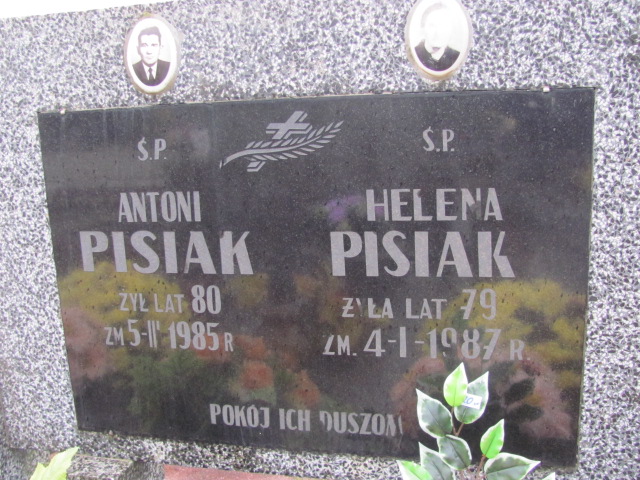 Ś.P.
ANTONI
PISIAK
ŻYŁ LAT 80
ZM 5-II 1985 R
Ś.P.
HELENA
PISIAK
ŻYŁA LAT 79
ZM. 4-I-1987 R.
POKÓJ ICH DUSZOM